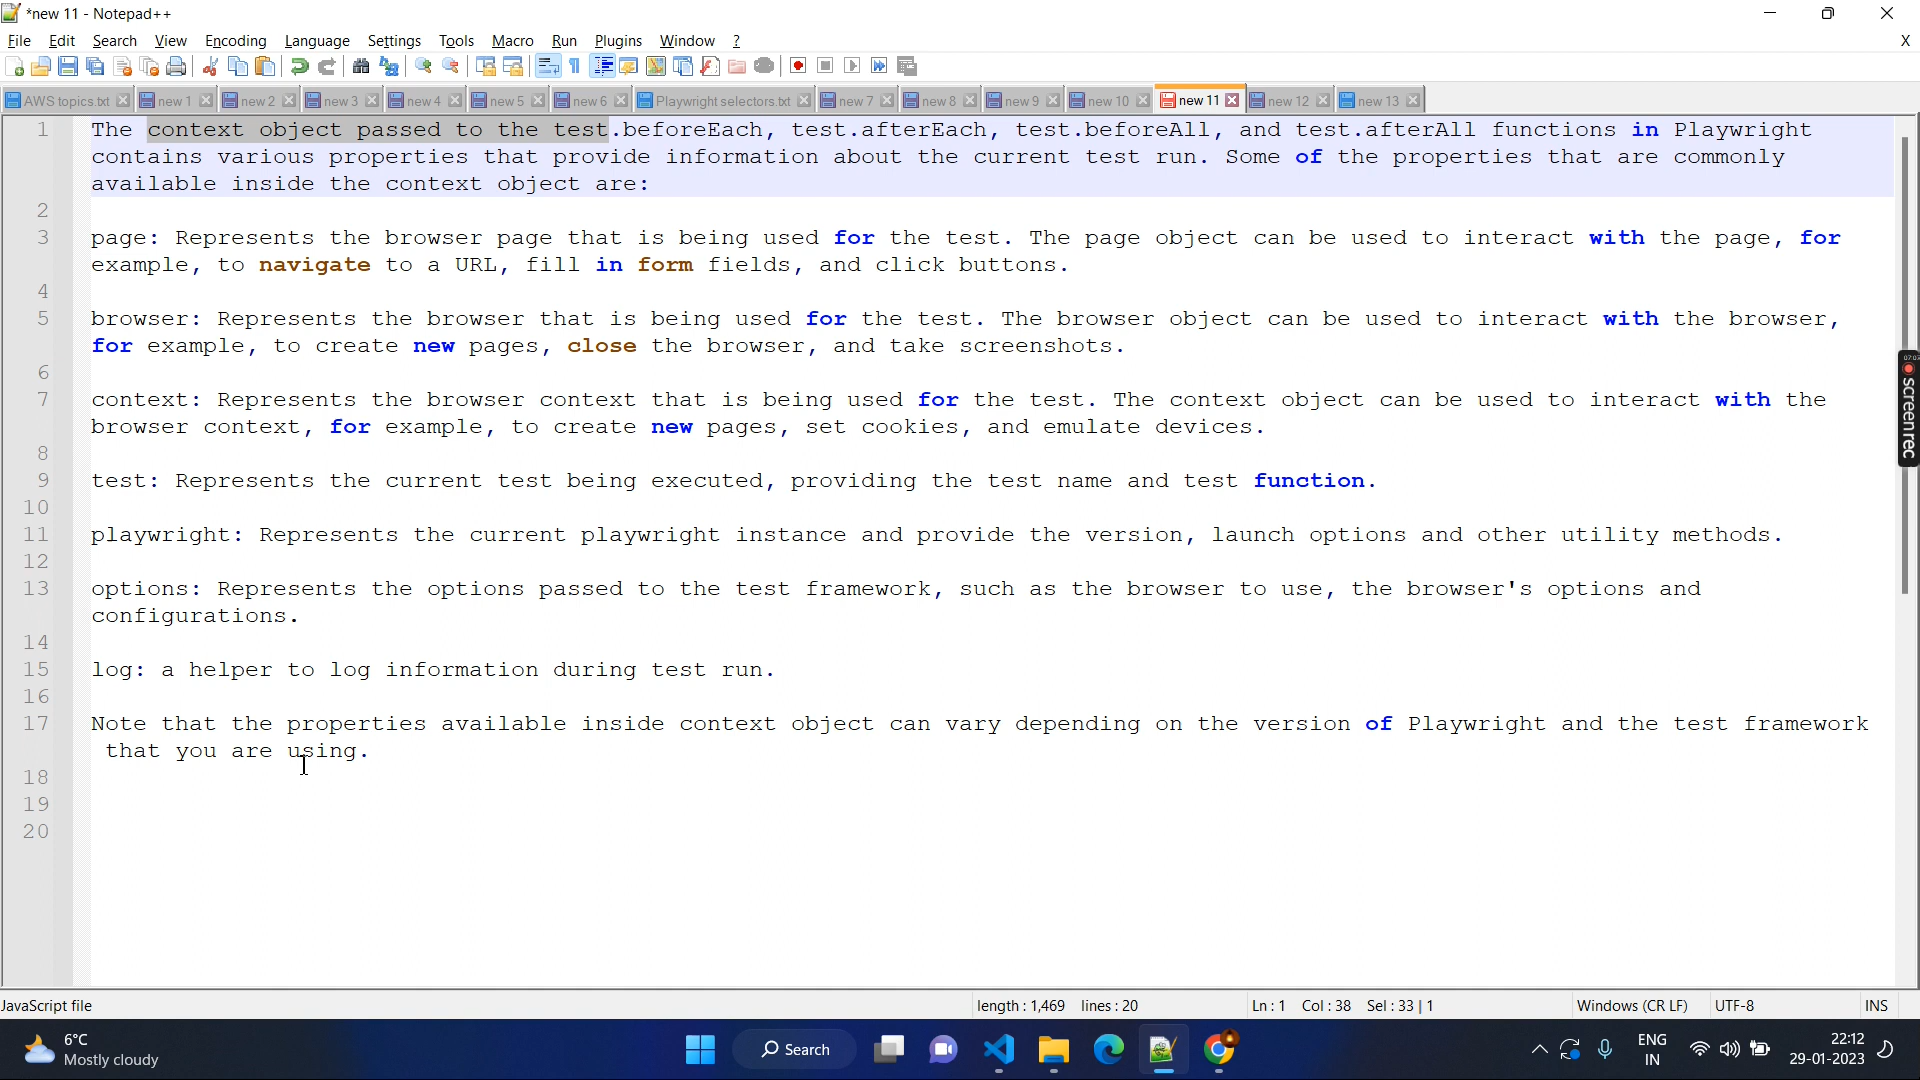 *new 11 - Notepad++
File Edit Search View Encoding Language Settings Tools Macro Run Plugins Window ? X
AWS topics.txt new 1 new 2 new 3 new 4 new 5 new 6 Playwright selectors.txt new 7 new 8 new 9 new 10 new 11 new 12 new 13
1 The context object passed to the test.beforeEach, test.afterEach, test.beforeAll, and test.afterAll functions in Playwright
contains various properties that provide information about the current test run. Some of the properties that are commonly
available inside the context object are:
2
3 page: Represents the browser page that is being used for the test. The page object can be used to interact with the page, for
example, to navigate to a URL, fill in form fields, and click buttons.
4
5 browser: Represents the browser that is being used for the test. The browser object can be used to interact with the browser,
for example, to create new pages, close the browser, and take screenshots.
6
7 context: Represents the browser context that is being used for the test. The context object can be used to interact with the
browser context, for example, to create new pages, set cookies, and emulate devices.
8
9 test: Represents the current test being executed, providing the test name and test function.
10
11 playwright: Represents the current playwright instance and provide the version, launch options and other utility methods.
12
13 options: Represents the options passed to the test framework, such as the browser to use, the browser's options and
configurations.
14
15 log: a helper to log information during test run.
16
17 Note that the properties available inside context object can vary depending on the version of Playwright and the test framework
that you are using.
18
19
20
screenrec
JavaScript file length : 1,469 lines : 20 Ln : 1 Col : 38 Sel : 33 | 1 Windows (CR LF) UTF-8 INS
6°C
Mostly cloudy
Search
ENG
IN
22:12
29-01-2023